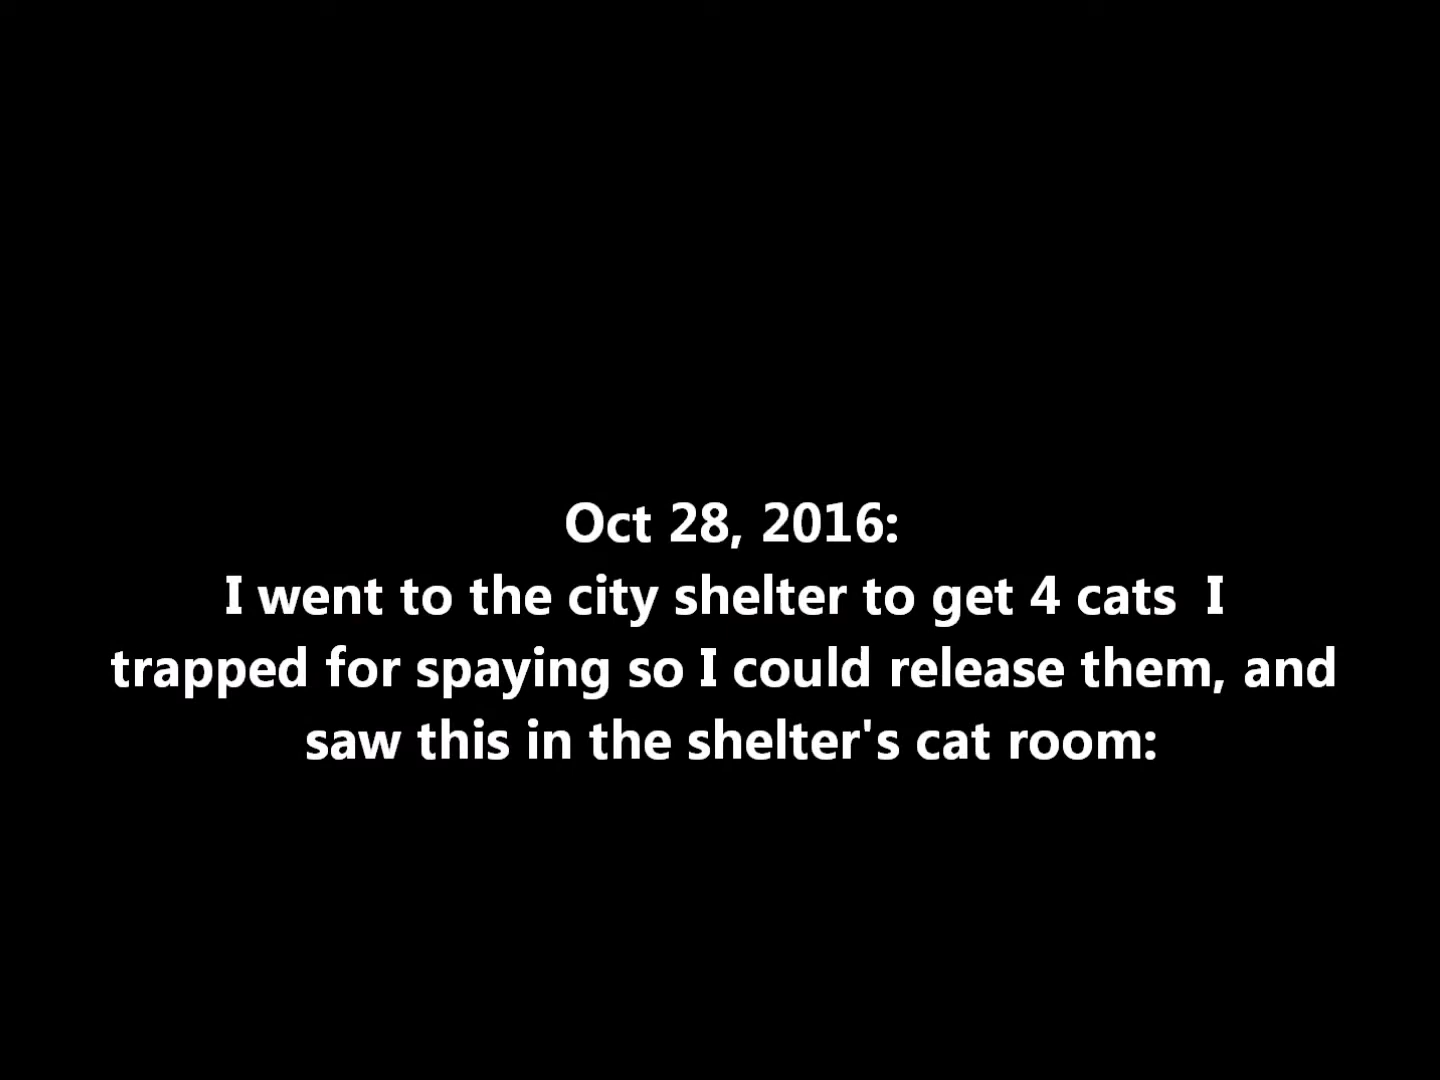 Oct 28, 2016:
I went to the city shelter to get 4 cats  I
trapped for spaying so I could release them, and
saw this in the shelter's cat room: